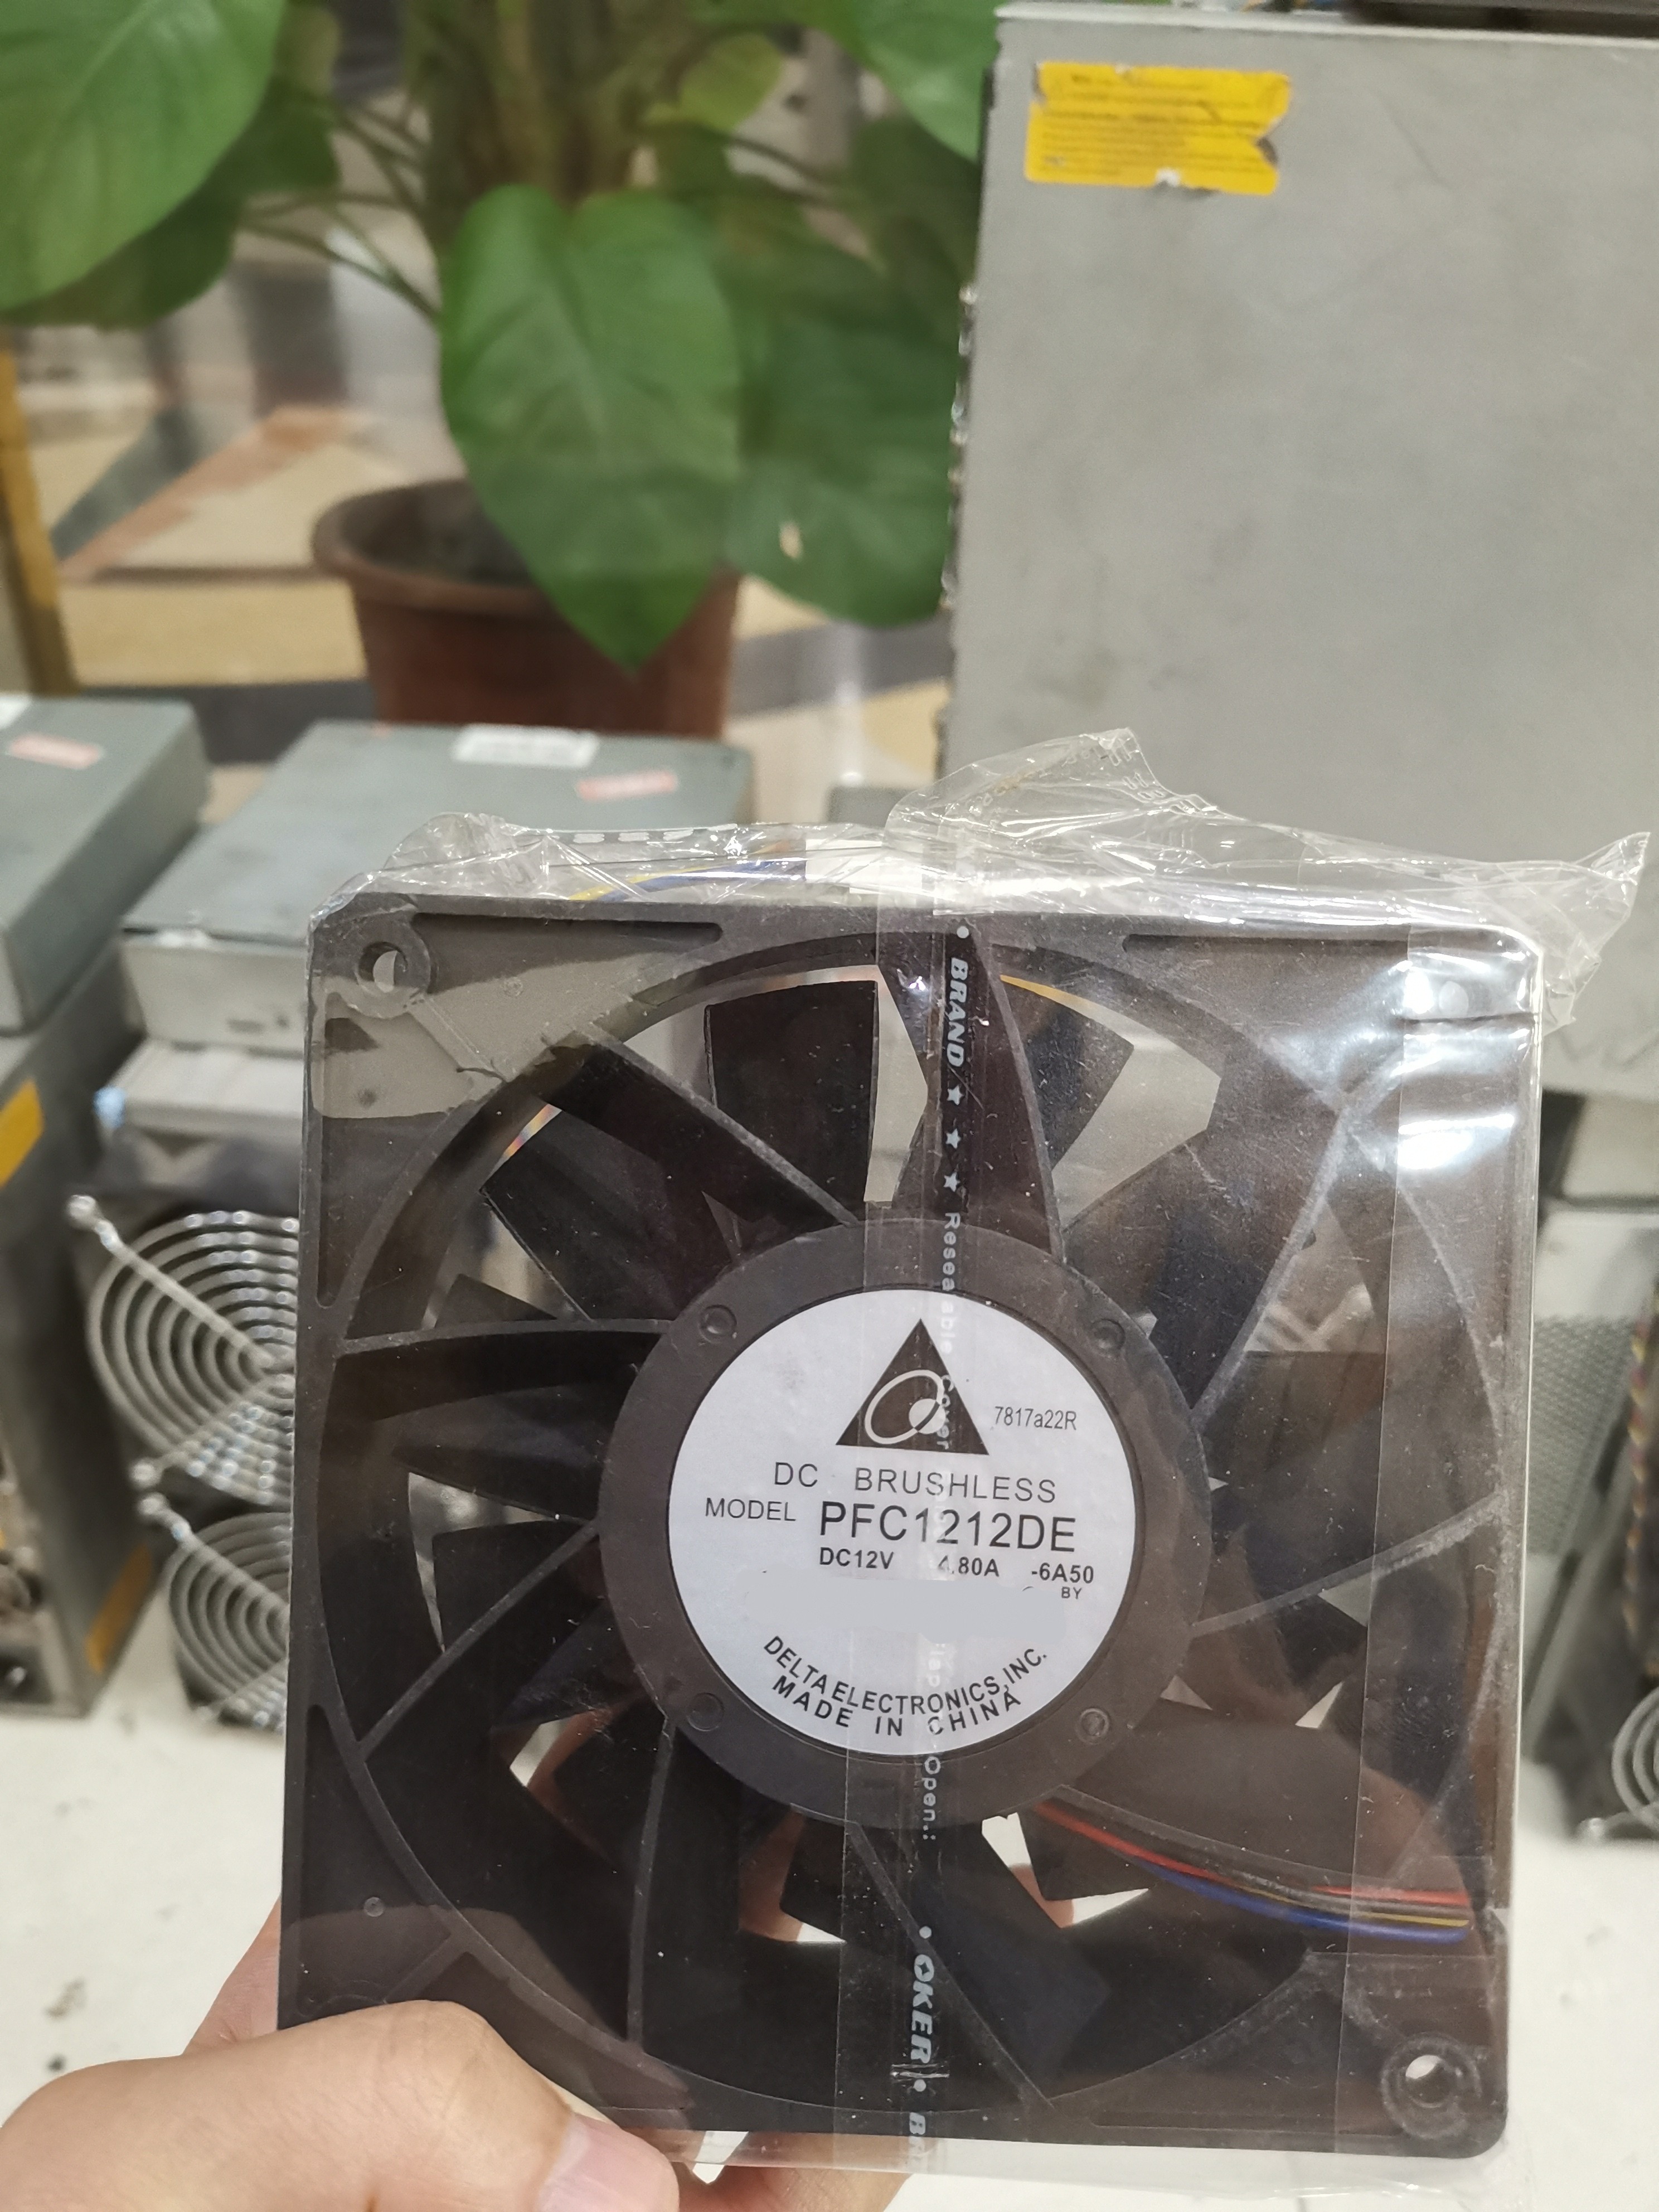 7817a22R
DC BRUSHLESS
MODEL PFC1212DE
DC12V 4.80A -6A50
BY
DELTA ELECTRONICS, INC.
MADE IN CHINA
BRAND ★ ★ ★ Resealable Cover
Open.:
OKER